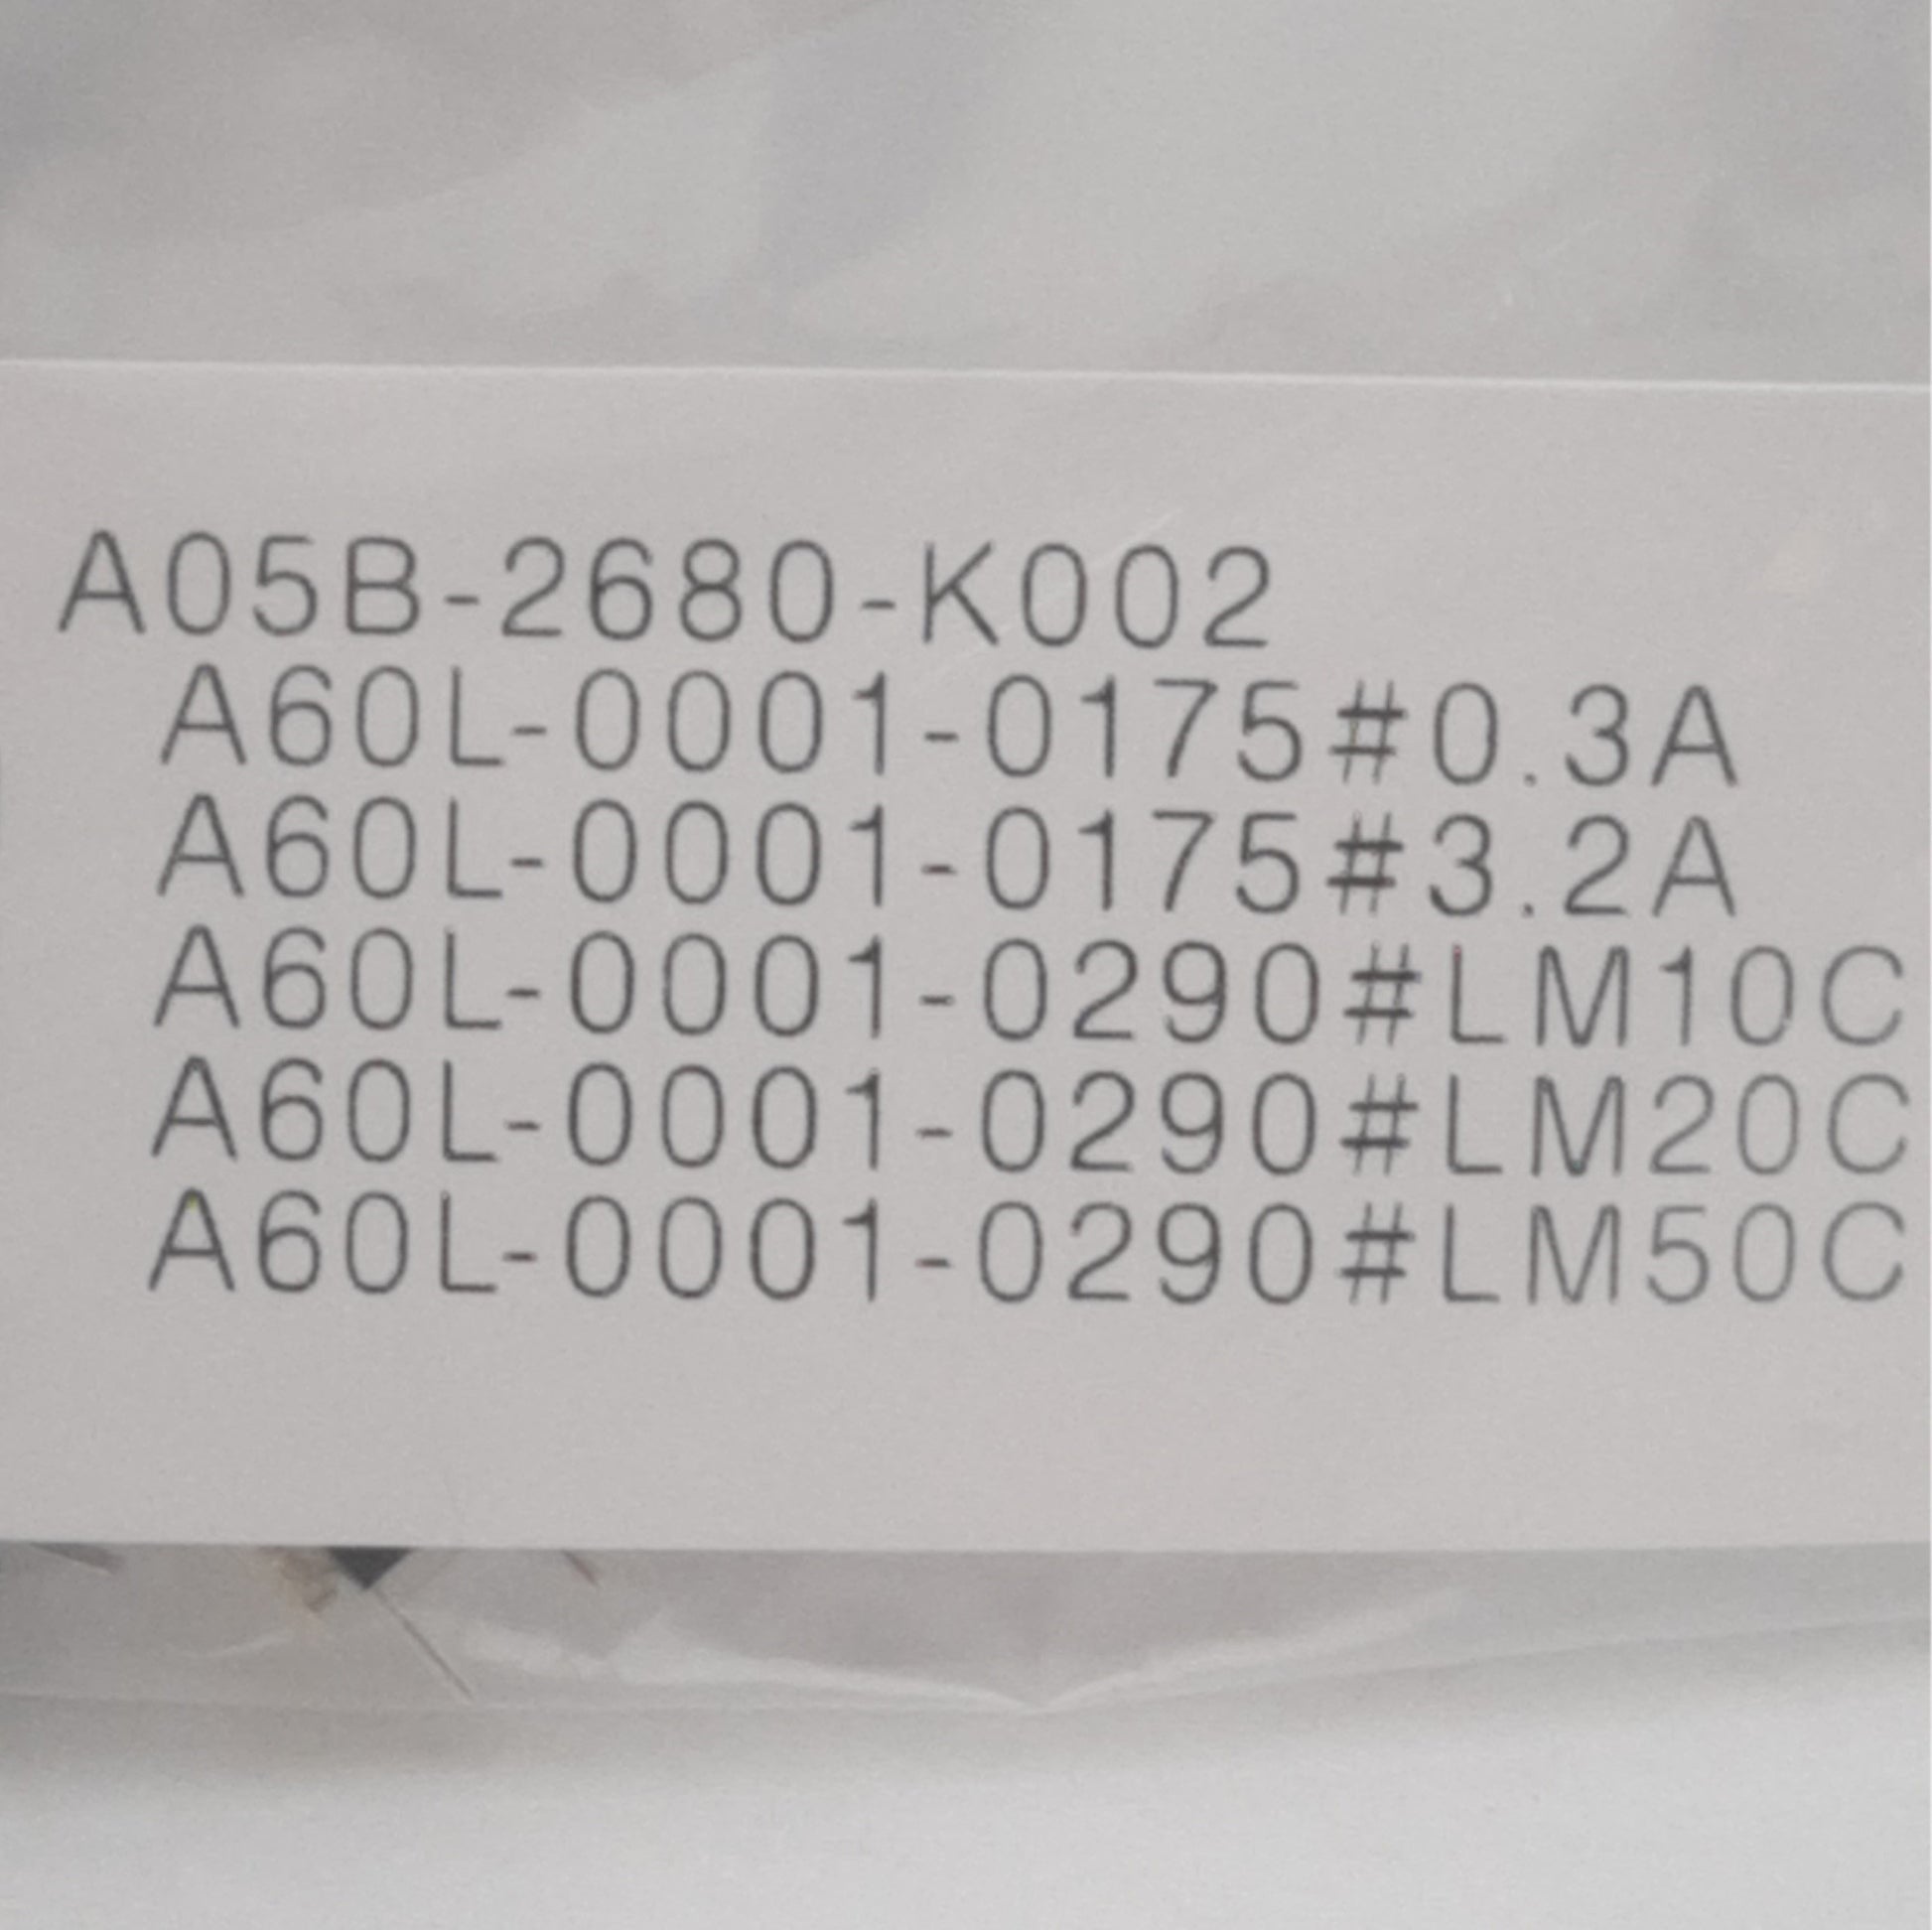 A05B-2680-K002
A60L-0001-0175#0.3A
A60L-0001-0175#3.2A
A60L-0001-0290#LM10C
A60L-0001-0290#LM20C
A60L-0001-0290#LM50C